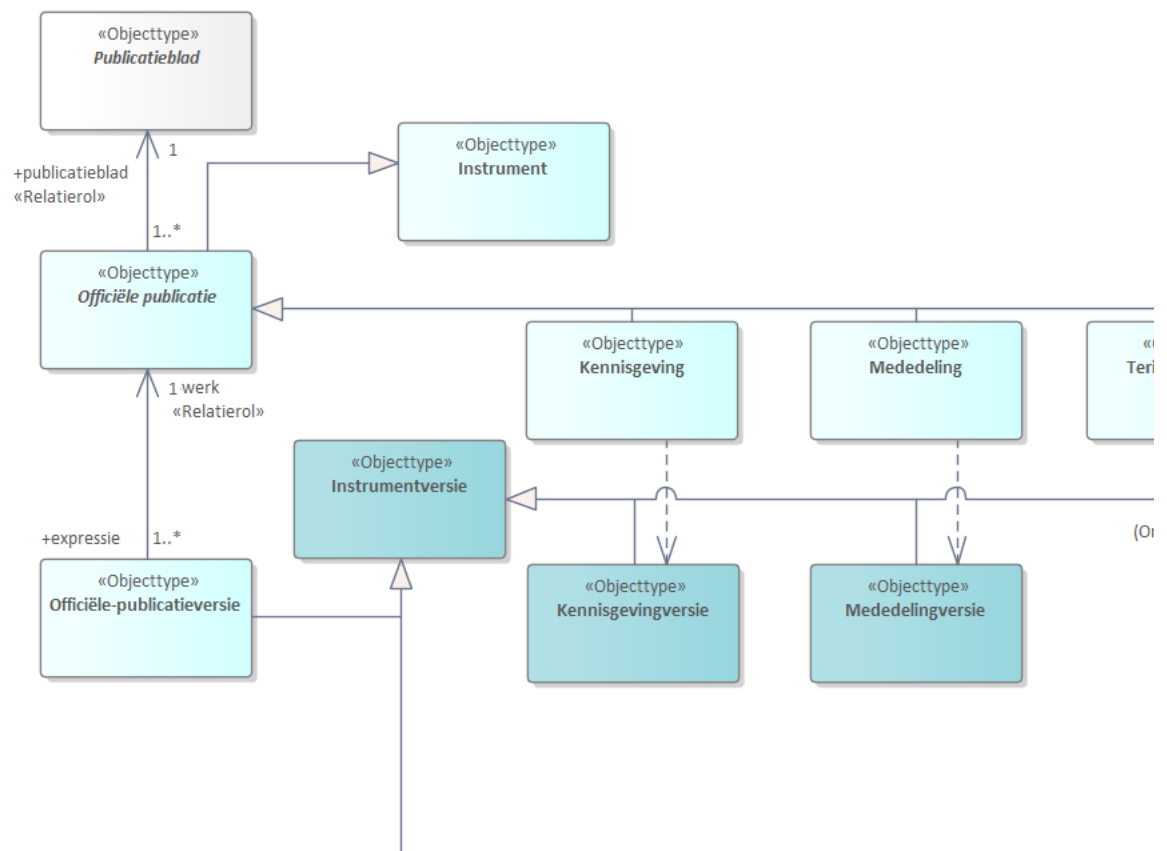 «Objecttype»
Publicatieblad
1
+publicatieblad
«Relatierol»
1..*
«Objecttype»
Instrument
«Objecttype»
Officiële publicatie
«Objecttype»
Kennisgeving
«Objecttype»
Mededeling
1 werk
«Relatierol»
«Objecttype»
Instrumentversie
+expressie
1..*
«Objecttype»
Officiële-publicatieversie
«Objecttype»
Kennisgevingversie
«Objecttype»
Mededelingversie